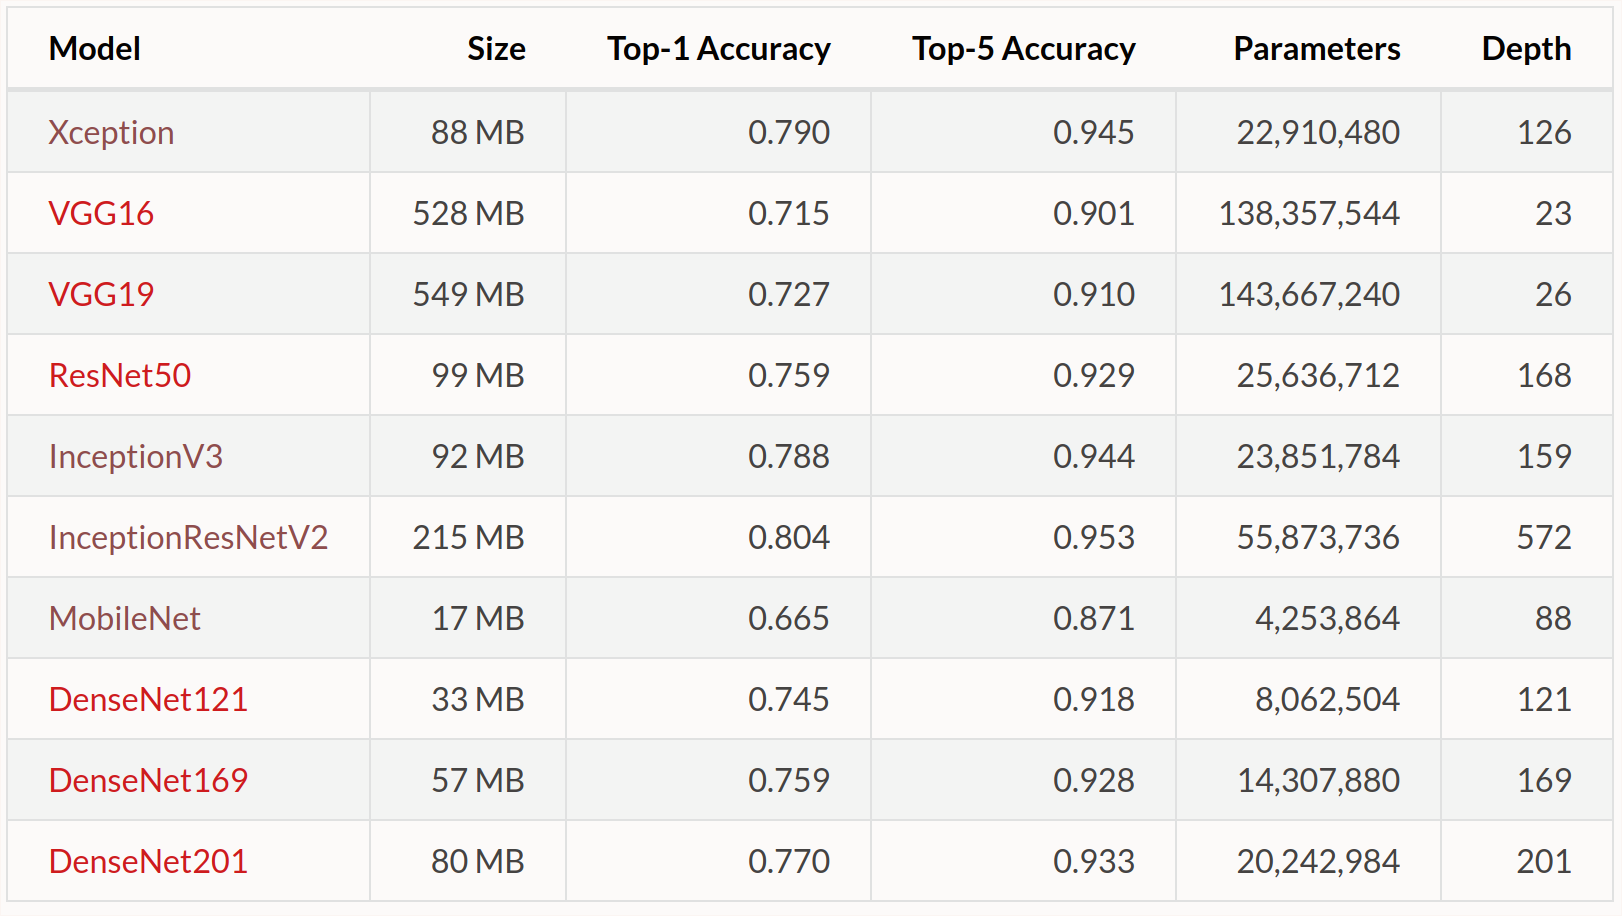 Model Size Top-1 Accuracy Top-5 Accuracy Parameters Depth
Xception 88 MB 0.790 0.945 22,910,480 126
VGG16 528 MB 0.715 0.901 138,357,544 23
VGG19 549 MB 0.727 0.910 143,667,240 26
ResNet50 99 MB 0.759 0.929 25,636,712 168
InceptionV3 92 MB 0.788 0.944 23,851,784 159
InceptionResNetV2 215 MB 0.804 0.953 55,873,736 572
MobileNet 17 MB 0.665 0.871 4,253,864 88
DenseNet121 33 MB 0.745 0.918 8,062,504 121
DenseNet169 57 MB 0.759 0.928 14,307,880 169
DenseNet201 80 MB 0.770 0.933 20,242,984 201